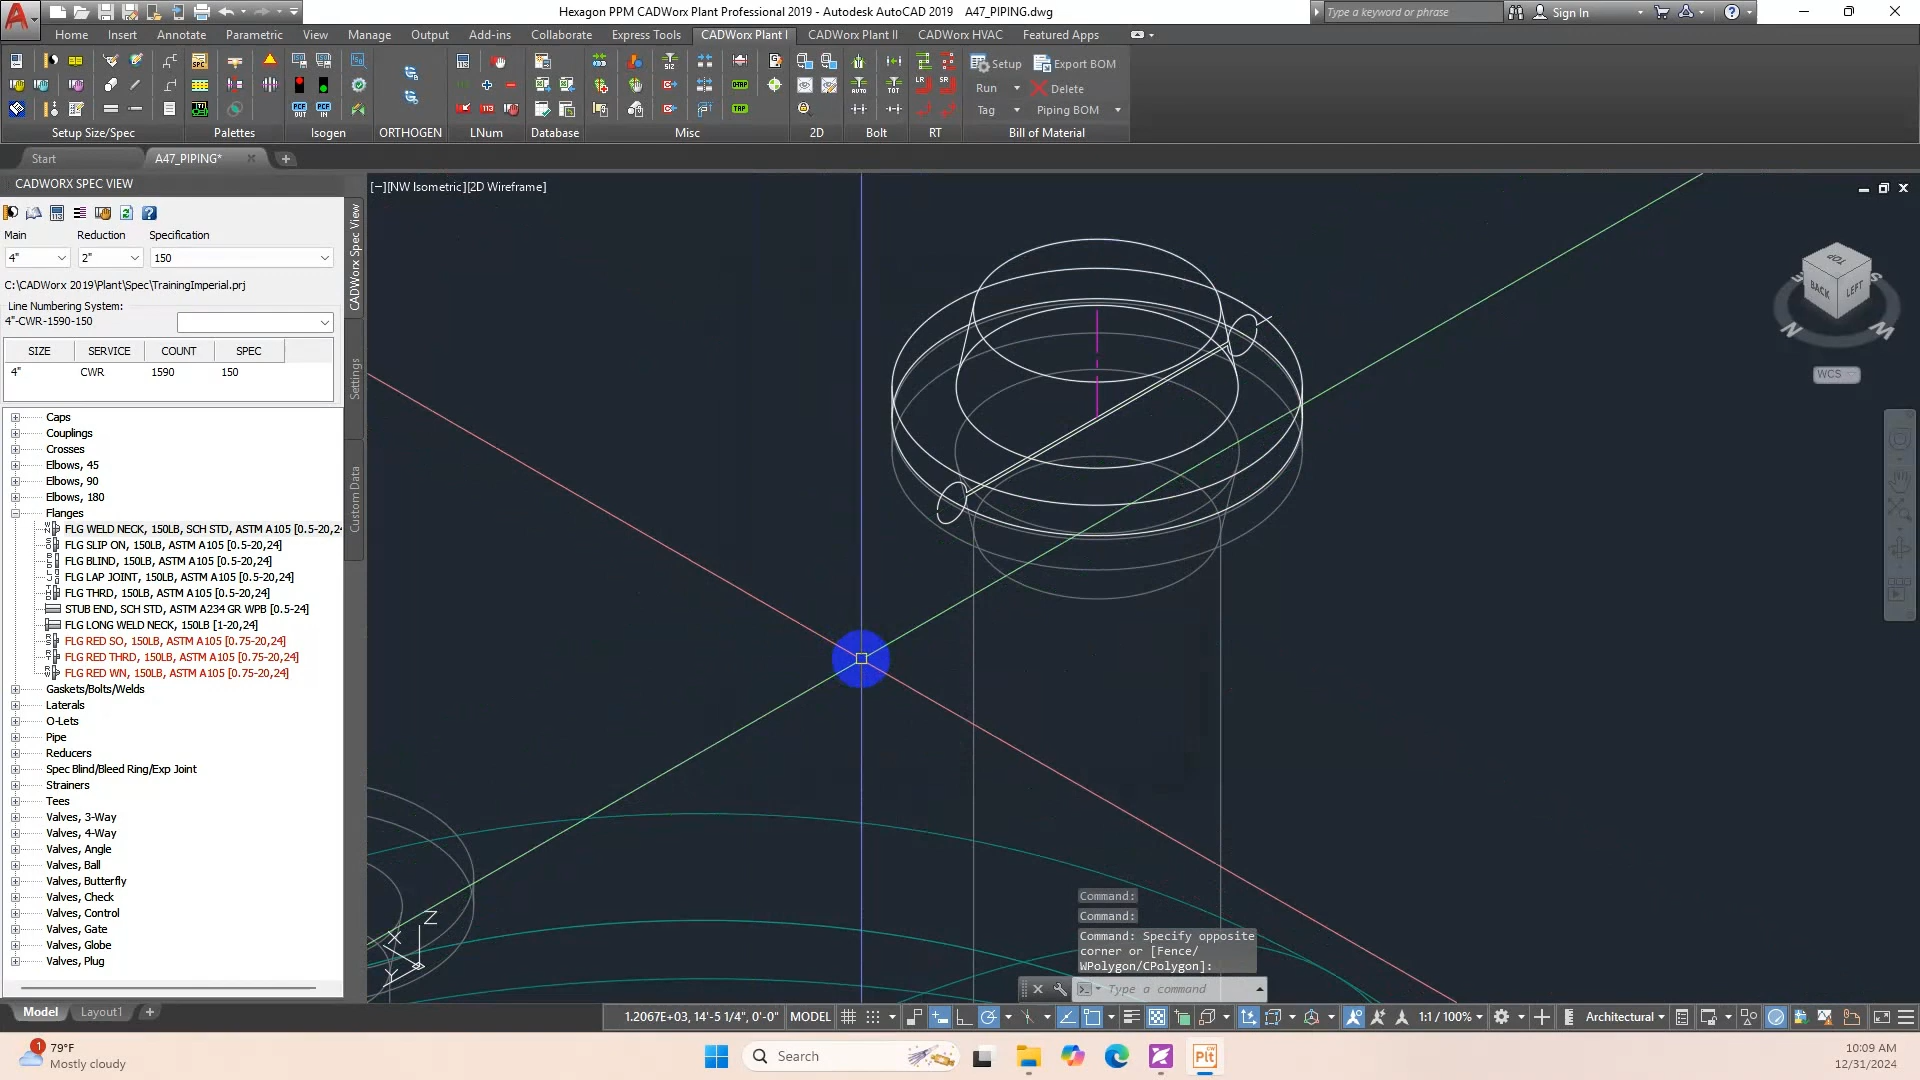 Hexagon PPM CADWorx Plant Professional 2019 - Autodesk AutoCAD 2019 A47_PIPING.dwg
Type a keyword or phrase
Sign In
Home Insert Annotate Parametric View Manage Output Add-ins Collaborate Express Tools CADWorx Plant I CADWorx Plant II CADWorx HVAC Featured Apps
Setup Export BOM
Run Delete
Tag Piping BOM
Setup Size/Spec Palettes Isogen ORTHOGEN LNum Database Misc 2D Bolt RT Bill of Material
Start A47_PIPING*
CADWORX SPEC VIEW
[−][NW Isometric][2D Wireframe]
Main Reduction Specification
4" 2" 150
C:\CADWorx 2019\Plant\Spec\TrainingImperial.prj
Line Numbering System:
4"-CWR-1590-150
SIZE SERVICE COUNT SPEC
4" CWR 1590 150
Caps
Couplings
Crosses
Elbows, 45
Elbows, 90
Elbows, 180
Flanges
FLG WELD NECK, 150LB, SCH STD, ASTM A105 [0.5-20,24
FLG SLIP ON, 150LB, ASTM A105 [0.5-20,24]
FLG BLIND, 150LB, ASTM A105 [0.5-20,24]
FLG LAP JOINT, 150LB, ASTM A105 [0.5-20,24]
FLG THRD, 150LB, ASTM A105 [0.5-20,24]
STUB END, SCH STD, ASTM A234 GR WPB [0.5-24]
FLG LONG WELD NECK, 150LB [1-20,24]
FLG RED SO, 150LB, ASTM A105 [0.75-20,24]
FLG RED THRD, 150LB, ASTM A105 [0.75-20,24]
FLG RED WN, 150LB, ASTM A105 [0.75-20,24]
Gaskets/Bolts/Welds
Laterals
O-Lets
Pipe
Reducers
Spec Blind/Bleed Ring/Exp Joint
Strainers
Tees
Valves, 3-Way
Valves, 4-Way
Valves, Angle
Valves, Ball
Valves, Butterfly
Valves, Check
Valves, Control
Valves, Gate
Valves, Globe
Valves, Plug
CADWorx Spec View
Settings
Custom Data
TOP
BACK LEFT
N
WCS
Z
X
Y
Command:
Command:
Command: Specify opposite
corner or [Fence/
WPolygon/CPolygon]:
Type a command
Model Layout1
1.2067E+03, 14'-5 1/4", 0'-0" MODEL 1:1 / 100% Architectural
1
79°F
Mostly cloudy
Search
Plt
10:09 AM
12/31/2024